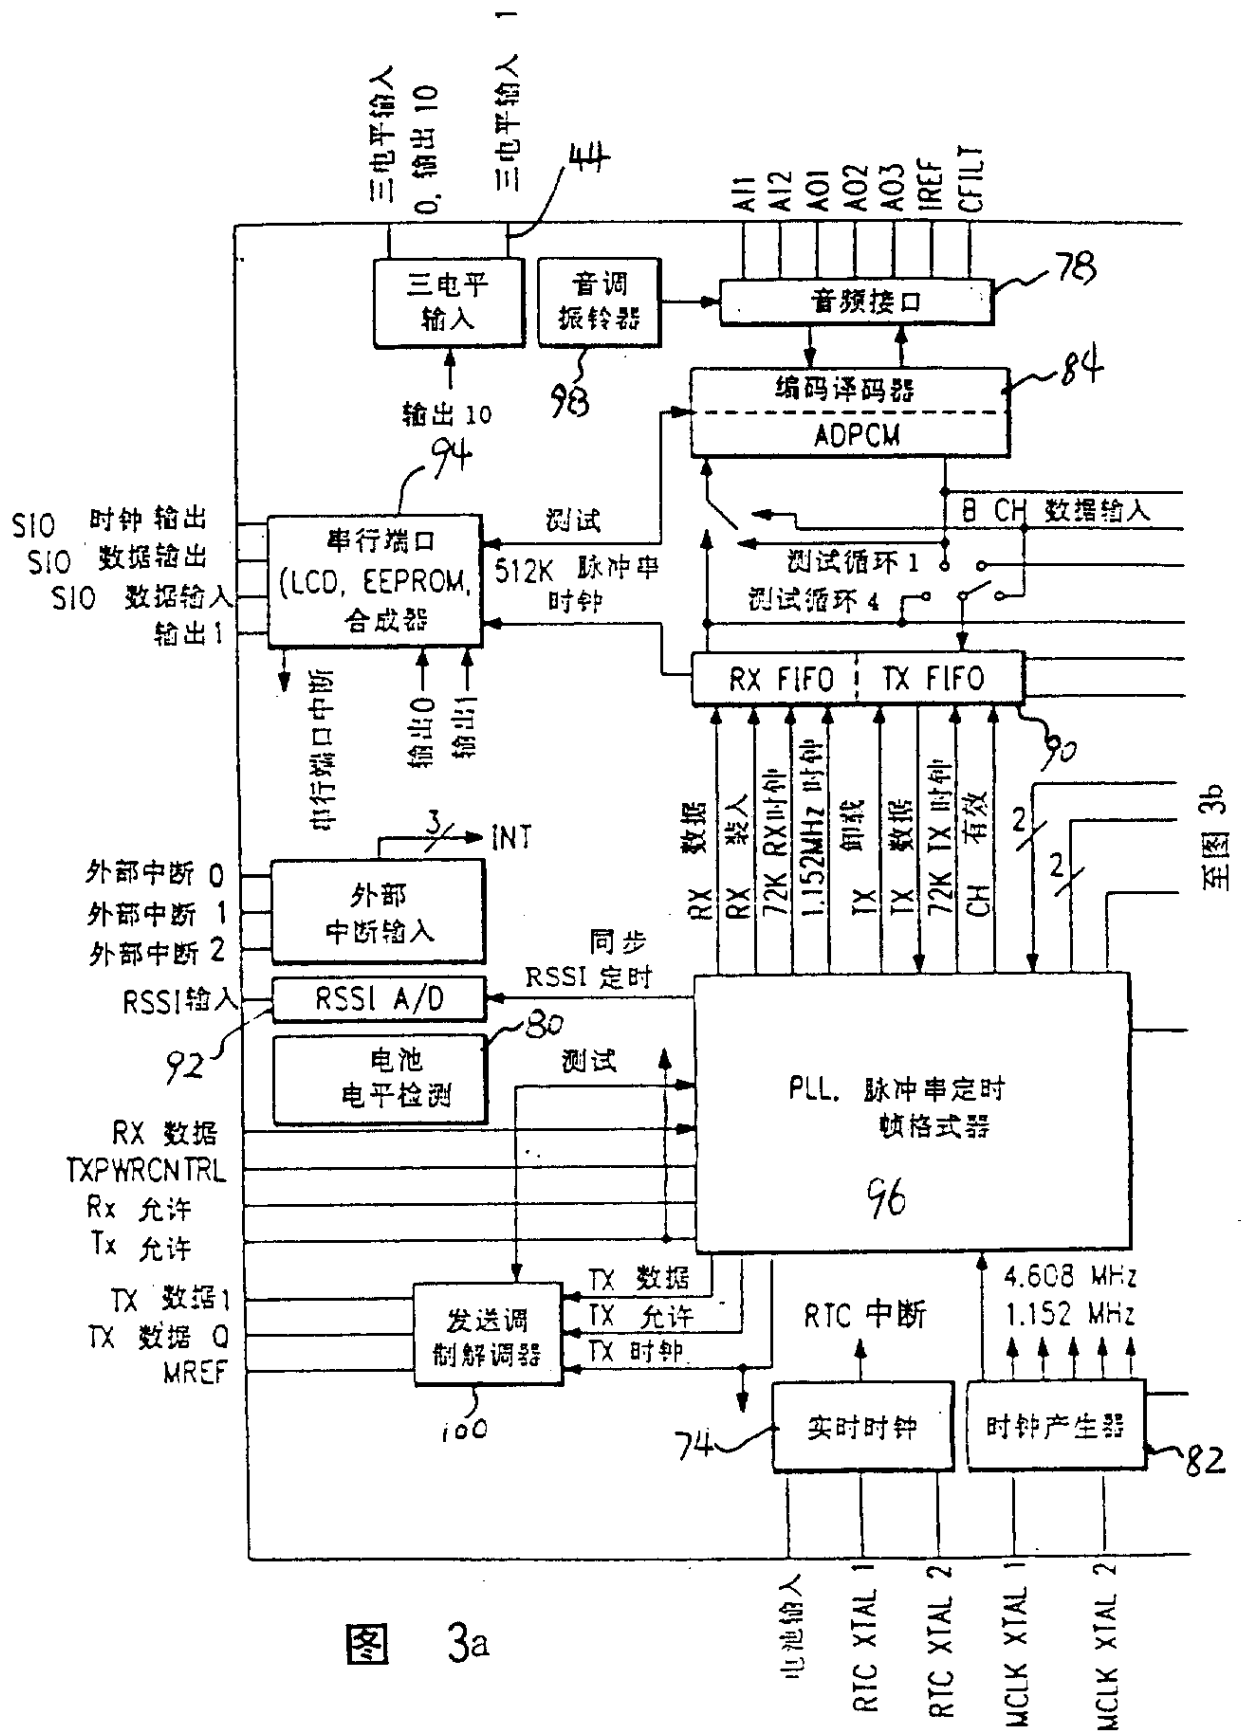 三电平输入
0, 输出 10
三电平输入 1
44
三电平
输入
输出 10
音调
振铃器
98
AI1
AI2
AO1
AO2
AO3
IREF
CFILT
音频接口
78
编码译码器
ADPCM
84
94
SIO 时钟输出
SIO 数据输出
SIO 数据输入
输出1
串行端口
(LCD, EEPROM,
合成器
测试
512K 脉冲串
时钟
B CH 数据输入
测试循环 1
测试循环 4
串行端口中断
输出0
输出1
RX FIFO
TX FIFO
90
3
INT
外部中断 0
外部中断 1
外部中断 2
外部
中断输入
RX 数据
RX 装入
72K RX时钟
1.152MHz 时钟
TX 卸载
TX 数据
72K TX 时钟
CH 有效
2
2
至图 3b
同步
RSSI 定时
RSSI输入
RSSI A/D
92
80
电池
电平检测
测试
PLL, 脉冲串定时
帧格式器
96
RX 数据
TXPWRCNTRL
Rx 允许
Tx 允许
TX 数据
TX 允许
TX 时钟
TX 数据1
TX 数据 Q
MREF
发送调
制解调器
100
4.608 MHz
1.152 MHz
RTC 中断
74
实时时钟
时钟产生器
82
电池输入
RTC XTAL 1
RTC XTAL 2
MCLK XTAL 1
MCLK XTAL 2
图 3a